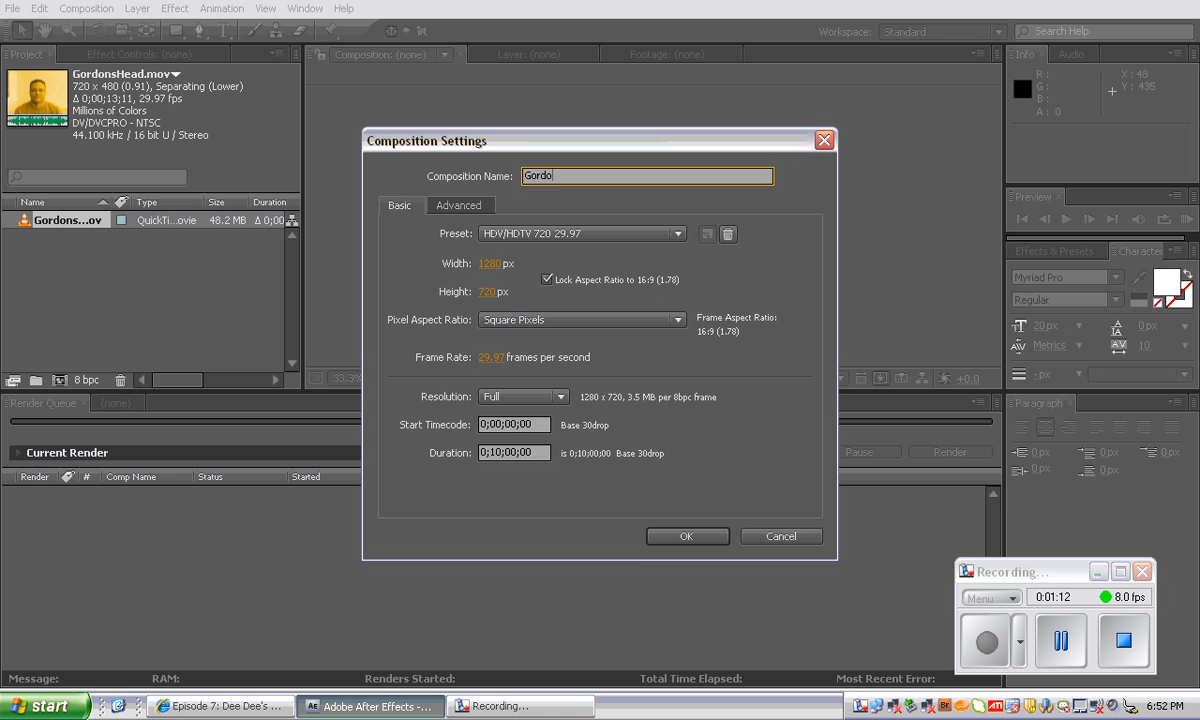 File Edit Composition Layer Effect Animation View Window Help
Workspace: Standard Search Help
Project × Effect Controls: (none) Composition: (none) Layer: (none) Footage: (none) Info × Audio
GordonsHead.mov
720 x 480 (0.91), Separating (Lower)
Δ 0;00;13;11, 29.97 fps
Millions of Colors
DV/DVCPRO - NTSC
44.100 kHz / 16 bit U / Stereo
R :
G :
B :
A : 0
X : 48
Y : 435
Name Type Size Duration
Gordons...ov QuickTi...ovie 48.2 MB Δ 0;00
Composition Settings
Composition Name: Gordo
Basic Advanced
Preset: HDV/HDTV 720 29.97
Width: 1280 px
Lock Aspect Ratio to 16:9 (1.78)
Height: 720 px
Pixel Aspect Ratio: Square Pixels Frame Aspect Ratio:
16:9 (1.78)
Frame Rate: 29.97 frames per second
Resolution: Full 1280 x 720, 3.5 MB per 8bpc frame
Start Timecode: 0;00;00;00 Base 30drop
Duration: 0;10;00;00 is 0;10;00;00 Base 30drop
OK Cancel
Preview ×
Effects & Presets Character ×
Myriad Pro
Regular
20 px 0 px
Metrics 10
- px
8 bpc 33.3% +0.0
Render Queue × (none) Paragraph ×
Current Render Pause Render
0 px 0 px 0 px
0 px 0 px
Render # Comp Name Status Started
Recording...
Menu 0:01:12 8.0 fps
Message: RAM: Renders Started: Total Time Elapsed: Most Recent Error:
start Episode 7: Dee Dee's ... Adobe After Effects -... Recording... Br ATI 6:52 PM